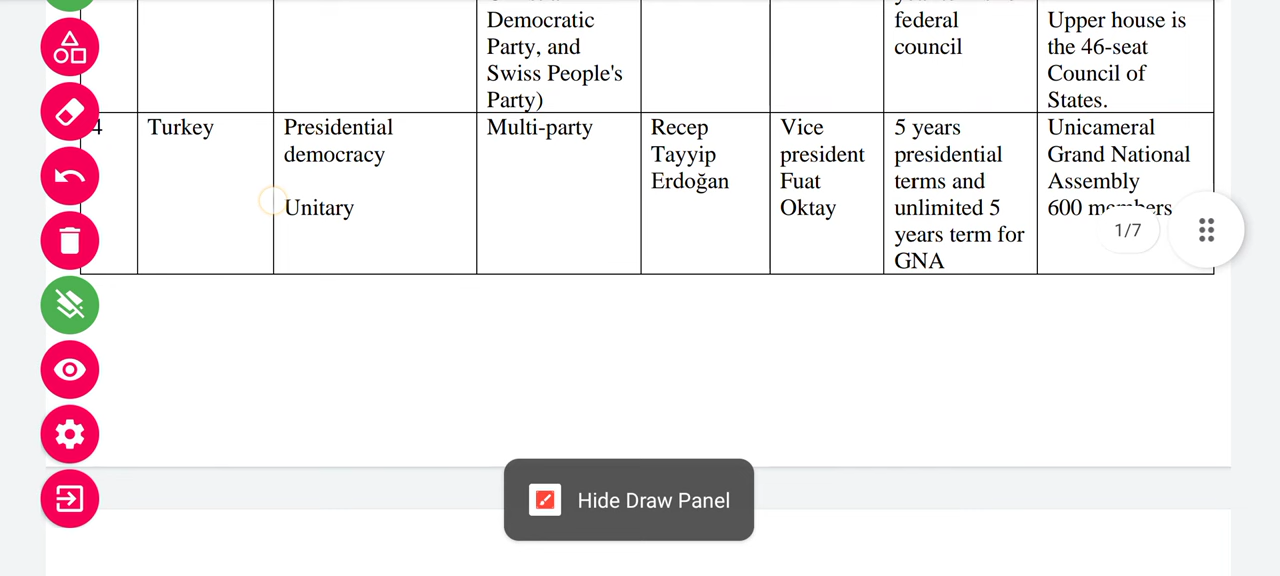 Democratic
Party, and
Swiss People's
Party)
federal
council
Upper house is
the 46-seat
Council of
States.
4
Turkey
Presidential
democracy
Unitary
Multi-party
Recep
Tayyip
Erdoğan
Vice
president
Fuat
Oktay
5 years
presidential
terms and
unlimited 5
years term for
GNA
Unicameral
Grand National
Assembly
600 members
1/7
Hide Draw Panel